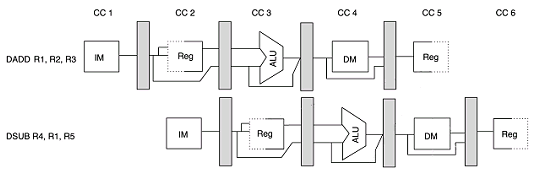 CC 1 CC 2 CC 3 CC 4 CC 5 CC 6
DADD R1, R2, R3 IM Reg ALU DM Reg
DSUB R4, R1, R5 IM Reg ALU DM Reg